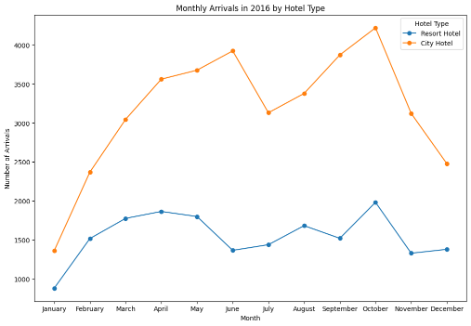 Monthly Arrivals in 2016 by Hotel Type
Hotel Type
Resort Hotel
City Hotel
Number of Arrivals
4000
3500
3000
2500
2000
1500
1000
January February March April May June July August September October November December
Month